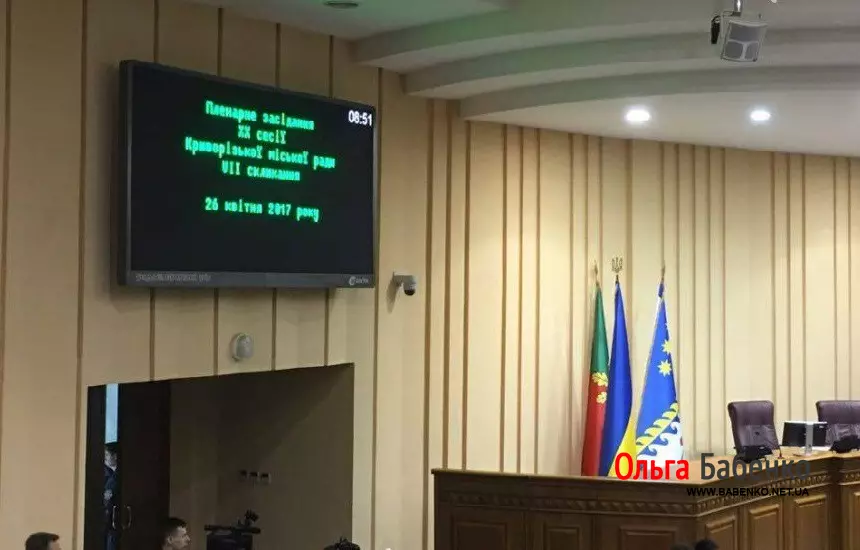 Пленарне засідання
08:51
XX сесії
Криворізької міської ради
VII скликання
26 квітня 2017 року
Ольга Бабенко
WWW.BABENKO.NET.UA